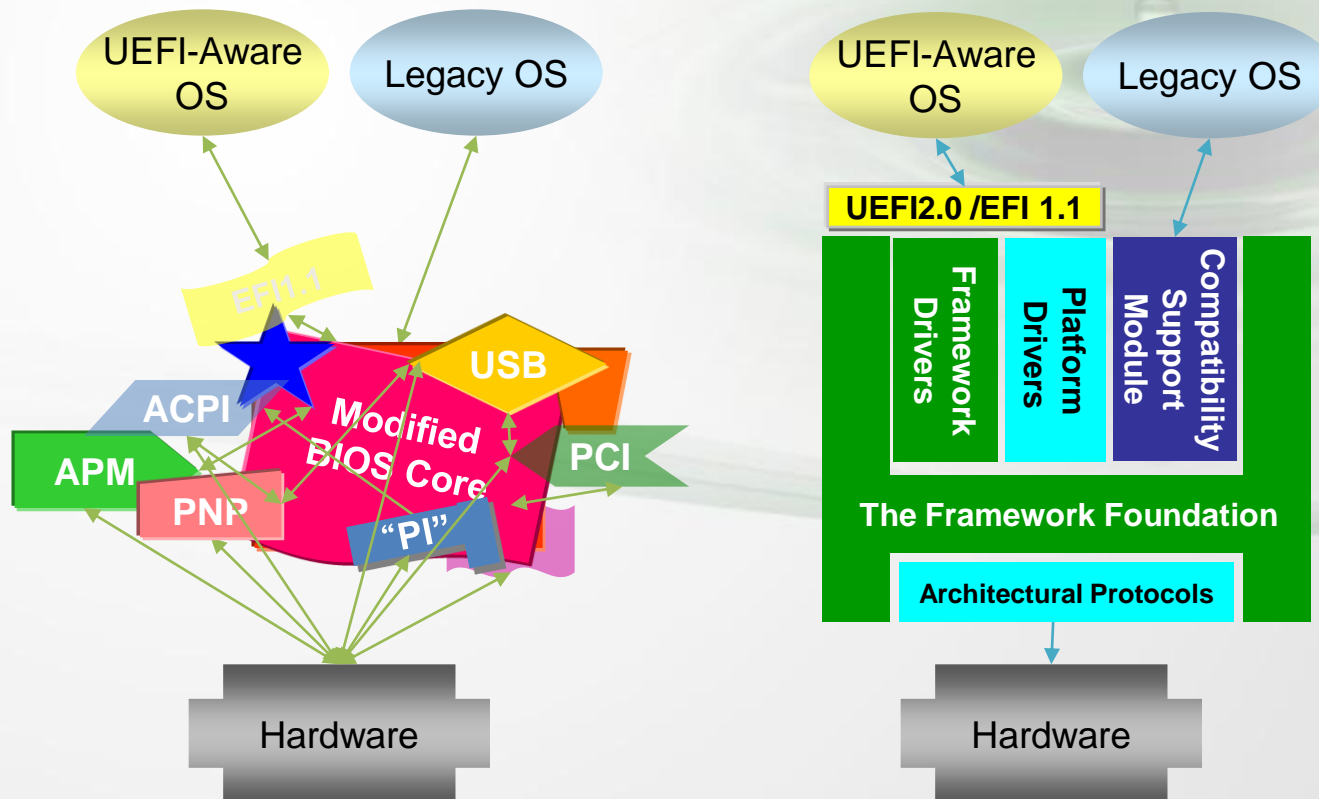 UEFI-Aware
OS
Legacy OS
EFI1.1
USB
ACPI
Modified
BIOS Core
APM
PCI
PNP
“PI”
Hardware
UEFI-Aware
OS
Legacy OS
UEFI2.0 /EFI 1.1
Framework
Drivers
Platform
Drivers
Compatibility
Support
Module
The Framework Foundation
Architectural Protocols
Hardware